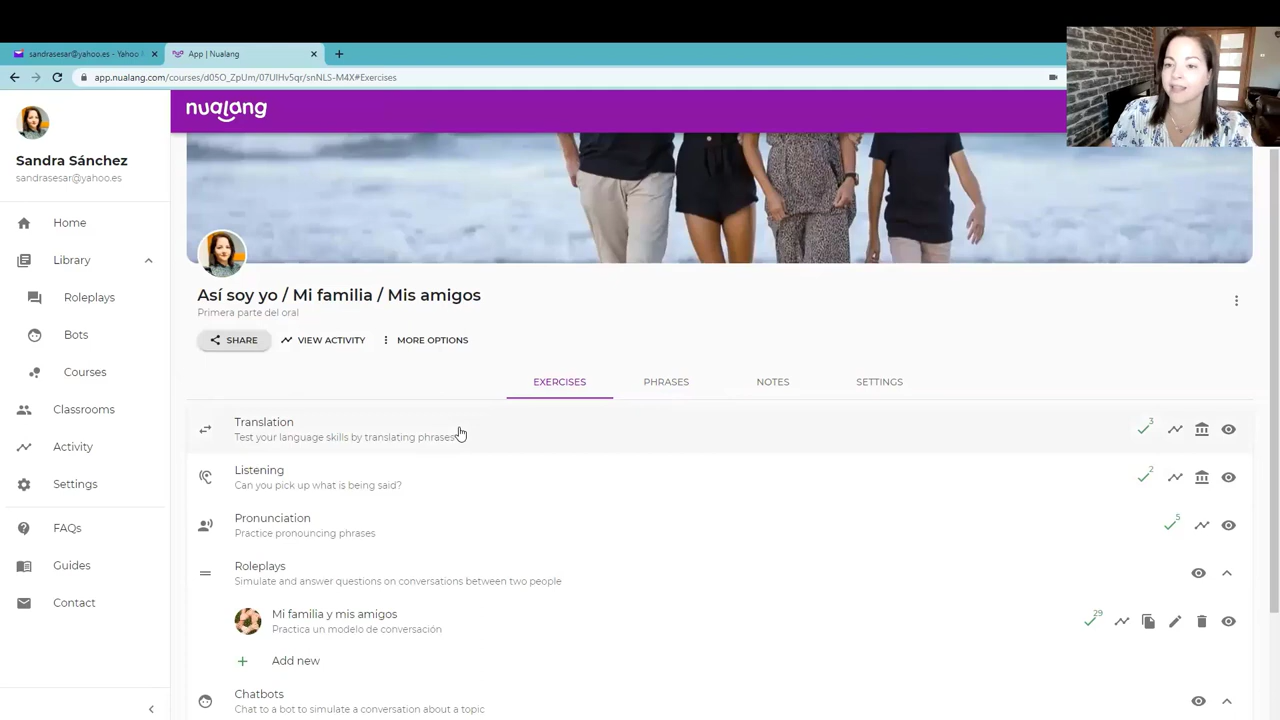 sandrasesar@yahoo.es - Yahoo
App | Nualang
app.nualang.com/courses/d05O_ZpUm/07UlHv5qr/snNLS-M4X#Exercises
nualang
Sandra Sánchez
sandrasesar@yahoo.es
Home
Library
Roleplays
Bots
Courses
Classrooms
Activity
Settings
FAQs
Guides
Contact
Así soy yo / Mi familia / Mis amigos
Primera parte del oral
SHARE
VIEW ACTIVITY
MORE OPTIONS
EXERCISES
PHRASES
NOTES
SETTINGS
Translation
Test your language skills by translating phrases
3
Listening
Can you pick up what is being said?
2
Pronunciation
Practice pronouncing phrases
5
Roleplays
Simulate and answer questions on conversations between two people
Mi familia y mis amigos
Practica un modelo de conversación
29
Add new
Chatbots
Chat to a bot to simulate a conversation about a topic